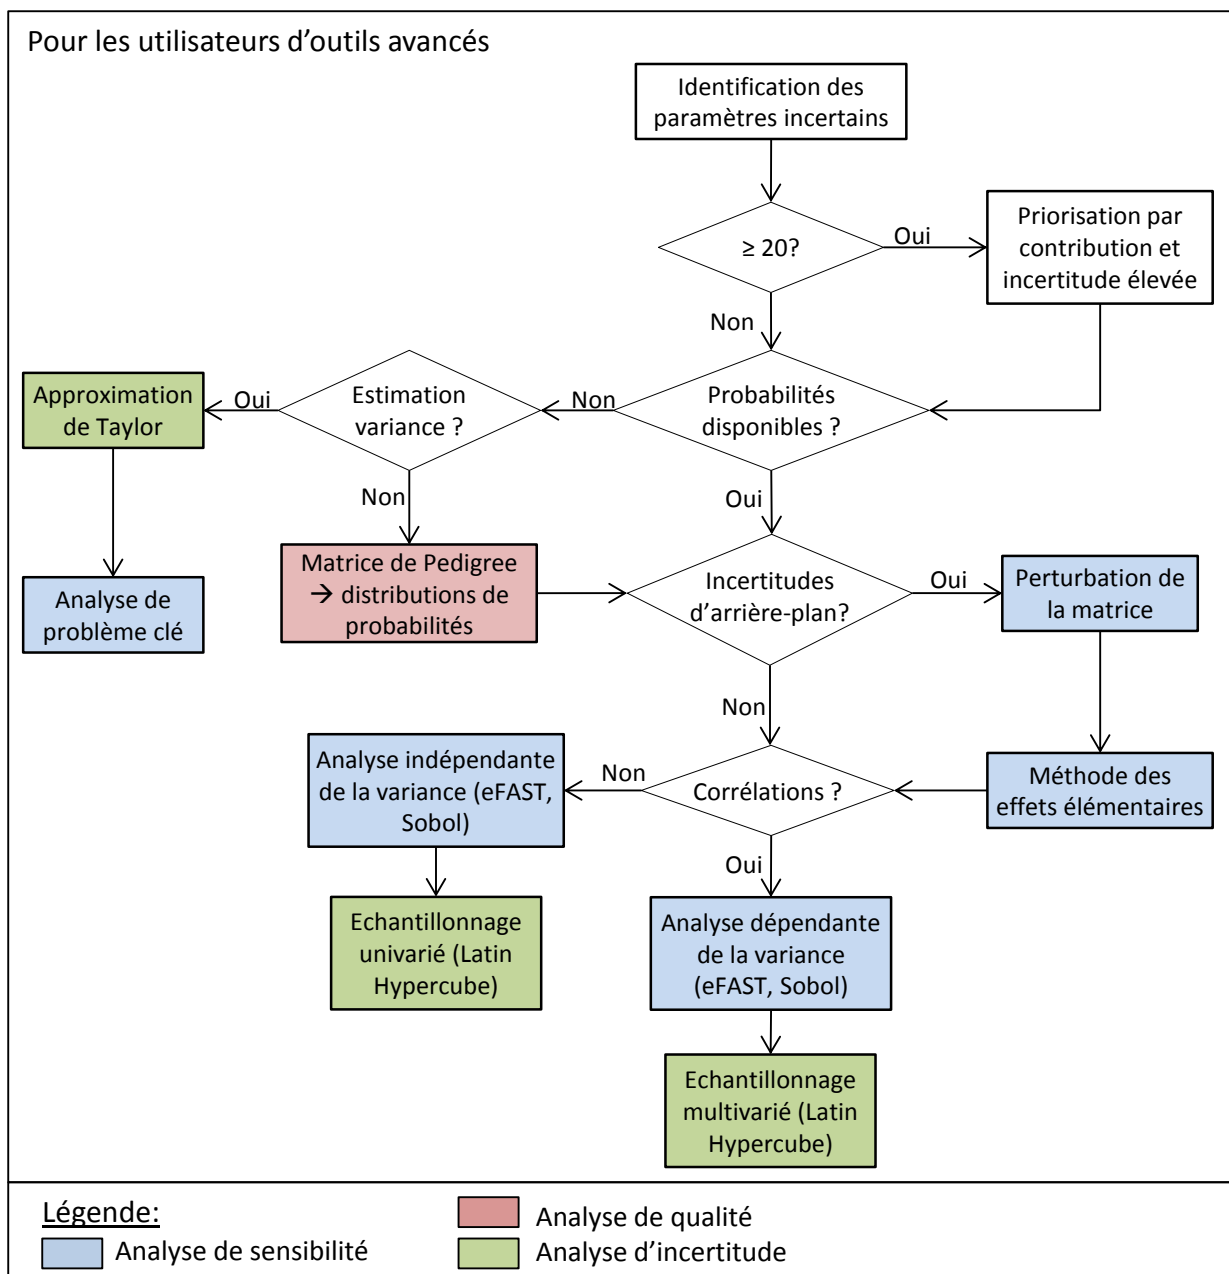 Pour les utilisateurs d’outils avancés
Identification des
paramètres incertains
≥ 20?
Oui
Priorisation par
contribution et
incertitude élevée
Non
Approximation
de Taylor
Oui
Estimation
variance ?
Non
Probabilités
disponibles ?
Non
Oui
Analyse de
problème clé
Matrice de Pedigree
→ distributions de
probabilités
Incertitudes
d’arrière-plan?
Oui
Perturbation de
la matrice
Non
Analyse indépendante
de la variance (eFAST,
Sobol)
Non
Corrélations ?
Méthode des
effets élémentaires
Oui
Echantillonnage
univarié (Latin
Hypercube)
Analyse dépendante
de la variance
(eFAST, Sobol)
Echantillonnage
multivarié (Latin
Hypercube)
Légende:
Analyse de qualité
Analyse de sensibilité
Analyse d’incertitude